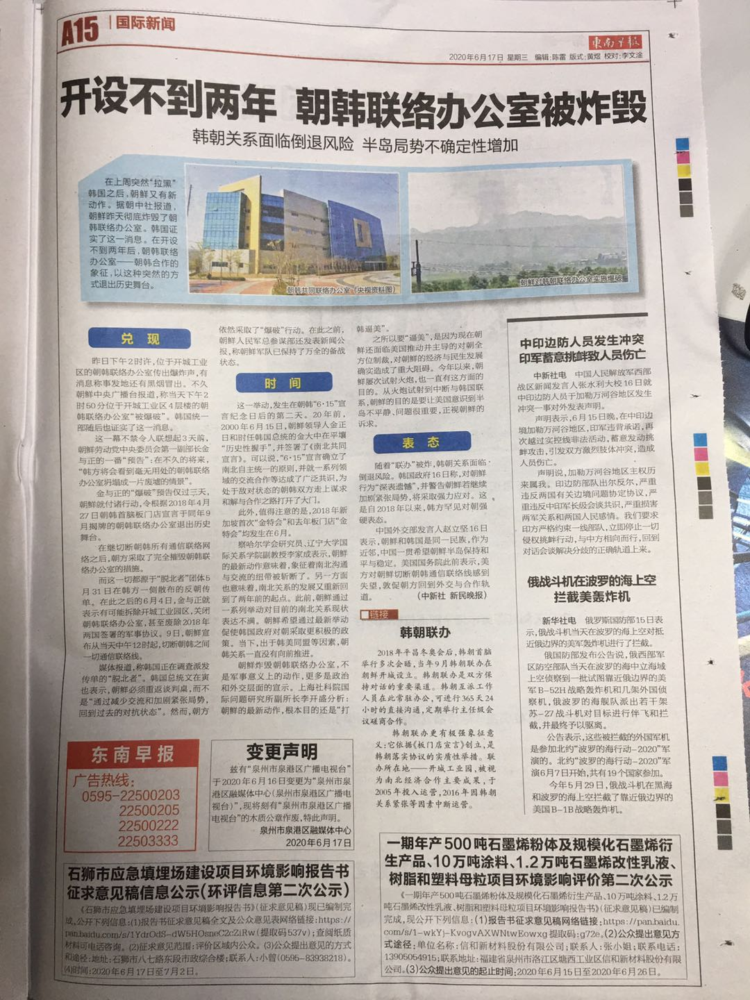 A15
国际新闻
东南早报
2020年6月17日 星期三 编辑:陈雷 版式:黄煜 校对:李文淦
开设不到两年 朝韩联络办公室被炸毁
韩朝关系面临倒退风险 半岛局势不确定性增加
在上周突然“拉黑”
韩国之后,朝鲜又有新
动作。据朝中社报道,
朝鲜昨天彻底炸毁了朝
韩联络办公室。韩国证
实了这一消息。在开设
不到两年后,朝韩联络
办公室——朝韩合作的
象征,以这种突然的方
式退出历史舞台。
朝韩共同联络办公室(央视资料图)
朝鲜对韩朝联络办公室实施爆破
兑 现
昨日下午2时许,位于开城工业
区的朝韩联络办公室传出爆炸声,有
消息称事发地还有黑烟冒出。不久
朝鲜中央广播台报道,称当天下午2
时50分位于开城工业区4层楼的朝
韩联络办公室“被爆破”。韩国统一
部随后也证实了这一消息。
这一幕不禁令人联想起3天前,
朝鲜劳动党中央委员会第一副部长金
与正的一番“预告”:在不久的将来,
“韩方将会看到毫无用处的朝韩联络
办公室坍塌成一片废墟的情景”。
金与正的“爆破”预告仅过三天,
朝鲜就付诸行动,令根据2018年4月
27日朝韩首脑板门店宣言于同年9
月揭牌的朝韩联络办公室退出历史
舞台。
在继切断朝韩所有通信联络网
络之后,朝方采取了完全摧毁朝韩联
络办公室的措施。
而这一切都源于“脱北者”团体5
月31日在韩方一侧散布的反朝传
单。在此之后的6月4日,金与正就
表示有可能拆除开城工业园区,关闭
朝韩联络办公室,甚至废除2018年
两国签署的军事协议。9日,朝鲜宣
布从当天中午12时起,切断朝韩之间
一切通信联络线。
媒体报道,称韩国正在调查派发
传单的“脱北者”。韩国总统文在寅
也表示,朝鲜必须重返谈判桌,而不
是“通过减少交流和加剧紧张局势,
回到过去的对抗状态”。然而,朝方
依然采取了“爆破”行动。在此之前,
朝鲜人民军总参谋部还发表新闻公
报,称朝鲜军队已保持了万全的备战
状态。
时 间
这一举动,发生在朝韩“6·15”宣
言纪念日后的第二天。20年前,
2000年6月15日,朝鲜领导人金正
日和时任韩国总统的金大中在平壤
“历史性握手”,并签署了《南北共同
宣言》。可以说,“6·15”宣言确立了
南北自主统一的原则,并就一系列领
域的交流合作等达成了广泛共识,为
处于敌对状态的朝韩双方走上谋求
和解与合作之路打开了大门。
此外,值得注意的是,2018年新
加坡首次“金特会”和去年板门店“金
特会”均发生在6月。
察哈尔学会研究员、辽宁大学国
际关系学院副教授李家成表示,朝鲜
的最新动作意味着,象征着南北沟通
与交流的纽带被斩断了。另一方面
也意味着,南北关系的发展又重新回
到了两年前的起点。此前,朝鲜通过
一系列举动对目前的南北关系现状
表达不满。朝鲜希望通过最新举动
促使韩国政府对朝采取更积极的政
策。当下,出于韩美同盟等因素,朝
韩关系一直没有向前推进。
朝鲜炸毁朝韩联络办公室,不
是军事意义上的动作,更多是政治
和外交层面的宣示。上海社科院国
际问题研究所副所长李开盛分析:
朝鲜的最新动作,根本目的还是“打
韩逼美”。
之所以要“逼美”,是因为现在朝
鲜还面临美国推动并主导的对朝全
方位制裁,对朝鲜的经济与民生发展
确实造成了重大阻碍。今年以来,朝
鲜屡次试射火炮,也一直有这方面的
目的。从火炮试射到中断与韩国联
系,朝鲜的目的是要让美国意识到半
岛不平静、问题很重要,正视朝鲜的
诉求。
表 态
随着“联办”被炸,韩朝关系面临
倒退风险。韩国政府16日称,对朝鲜
行为“深表遗憾”,并警告朝鲜若继续
加剧紧张局势,将采取强力应对。这
是自2018年以来,韩方罕见对朝强
硬表态。
中国外交部发言人赵立坚16日
表示,朝鲜和韩国是同一民族,作为
近邻,中国一贯希望朝鲜半岛保持和
平与稳定。美国国务院此前表示,美
方对朝鲜切断朝韩通信联络线感到
失望,敦促朝方回到外交与合作轨
道。 (中新社 新民晚报)
链接
韩朝联办
2018年平昌冬奥会后,韩朝首脑
举行多次会晤,当年9月韩朝联办在
朝鲜开城设立。韩朝联办是双方保
持对话的重要渠道。韩朝互派工作
人员在此常驻办公,可进行365天24
小时的直接沟通,定期举行主任级会
议磋商合作。
韩朝联办更有极强象征意
义:它依据《板门店宣言》创立,是
韩朝落实协议的实质性举措。联
办所在地——开城工业园,被视
为南北经济合作主要成果,于
2005年投入运营,2016年因韩朝
关系紧张等因素中断运营。
中印边防人员发生冲突
印军蓄意挑衅致人员伤亡
中新社电 中国人民解放军西部
战区新闻发言人张水利大校16日就
中印边防人员于加勒万河谷地区发生
冲突一事对外发表声明。
声明表示,6月15日晚,在中印边
境加勒万河谷地区,印军违背承诺,再
次越过实控线非法活动,蓄意发动挑
衅攻击,引发双方激烈肢体冲突,造成
人员伤亡。
声明说,加勒万河谷地区主权历
来属我。印边防部队出尔反尔,严重
违反两国有关边境问题协定协议,严
重违反中印军长级会谈共识,严重损害
两军关系和两国人民感情。我们要求
印方严格约束一线部队,立即停止一切
侵权挑衅行动,与中方相向而行,回到
对话会谈解决分歧的正确轨道上来。
俄战斗机在波罗的海上空
拦截美轰炸机
新华社电 俄罗斯国防部15日表
示,俄战斗机当天在波罗的海上空对抵
近俄边界的美军轰炸机进行了拦截。
俄国防部发布公告说,俄西部军
区防空部队当天在波罗的海中立海域
上空侦察到一批试图靠近俄边界的美
军B-52H战略轰炸机和几架外国侦
察机,俄波罗的海舰队派出若干架
苏-27战斗机对目标进行伴飞和拦
截,并最终予以驱离。
公告表示,这些被拦截的外国军机
是参加北约“波罗的海行动-2020”军
演的。北约“波罗的海行动-2020”军
演6月7日开始,共有19个国家参加。
今年5月29日,俄战斗机在黑海
和波罗的海上空拦截了靠近俄边界的
美国B-1B战略轰炸机。
东南早报
广告热线:
0595-22500203
22500205
22500222
22503333
变更声明
兹有“泉州市泉港区广播电视台”
于2020年6月16日变更为“泉州市泉
港区融媒体中心(泉州市泉港区广播电
视台)”,现将刻有“泉州市泉港区广播
电视台”的木质公章作废,特此声明。
泉州市泉港区融媒体中心
2020年6月17日
石狮市应急填埋场建设项目环境影响报告书
征求意见稿信息公示(环评信息第二次公示)
《石狮市应急填埋场建设项目环境影响报告书》(征求意见稿)现已编制完
成,公开下列信息:(1)报告书征求意见稿全文及公众意见表网络链接:https://
pan.baidu.com/s/1YdrOdS-dW5HOsneC2cZiRw(提取码537v);查阅纸质
材料可电话咨询。(2)征求意见范围:评价区域内公众。(3)公众提出意见的方式
和途径:地址:石狮市八七路东段市政综合楼;联系人:小曾(0595-83938218)。
(4)时间:2020年6月17日至7月2日。
一期年产500吨石墨烯粉体及规模化石墨烯衍
生产品、10万吨涂料、1.2万吨石墨烯改性乳液、
树脂和塑料母粒项目环境影响评价第二次公示
《一期年产500吨石墨烯粉体及规模化石墨烯衍生产品、10万吨涂料、1.2万
吨石墨烯改性乳液、树脂和塑料母粒项目环境影响报告书》(征求意见稿)已编制
完成,现公开下列信息:(1)报告书征求意见稿网络链接:https://pan.baidu.
com/s/1-wkYj-KvogvAXWNtwEowxg 提取码:g72e。(2)公众提出意见方
式途径:单位名称:信和新材料股份有限公司;联系人:张小姐;联系电话:
13905054915;联系地址:福建省泉州市洛江区塘西工业区信和新材料股份有限
公司。(3)公众提出意见的起止时间:2020年6月15日至2020年6月26日。